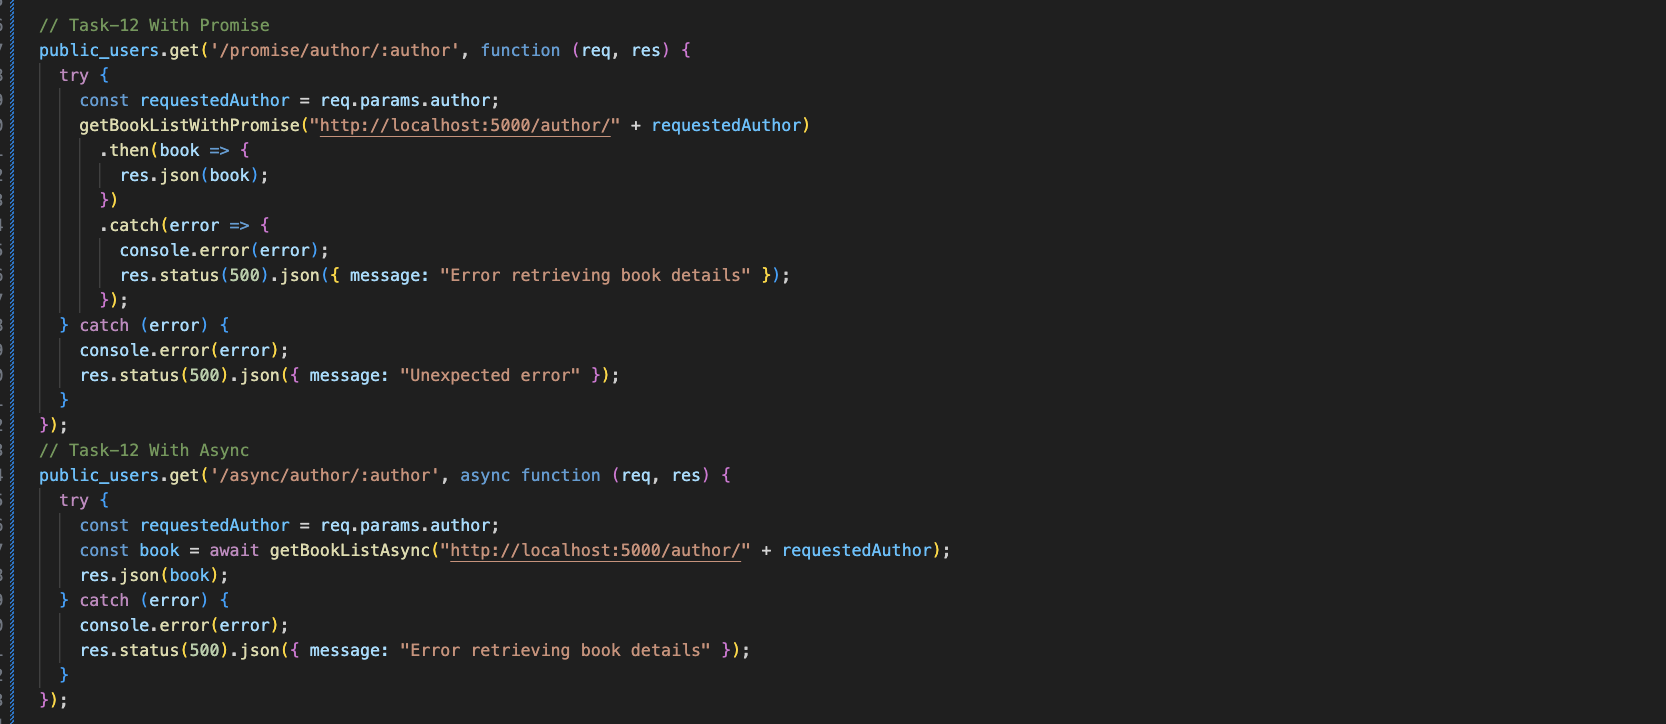 // Task-12 With Promise
public_users.get('/promise/author/:author', function (req, res) {
  try {
    const requestedAuthor = req.params.author;
    getBookListWithPromise("http://localhost:5000/author/" + requestedAuthor)
      .then(book => {
        res.json(book);
      })
      .catch(error => {
        console.error(error);
        res.status(500).json({ message: "Error retrieving book details" });
      });
  } catch (error) {
    console.error(error);
    res.status(500).json({ message: "Unexpected error" });
  }
});
// Task-12 With Async
public_users.get('/async/author/:author', async function (req, res) {
  try {
    const requestedAuthor = req.params.author;
    const book = await getBookListAsync("http://localhost:5000/author/" + requestedAuthor);
    res.json(book);
  } catch (error) {
    console.error(error);
    res.status(500).json({ message: "Error retrieving book details" });
  }
});